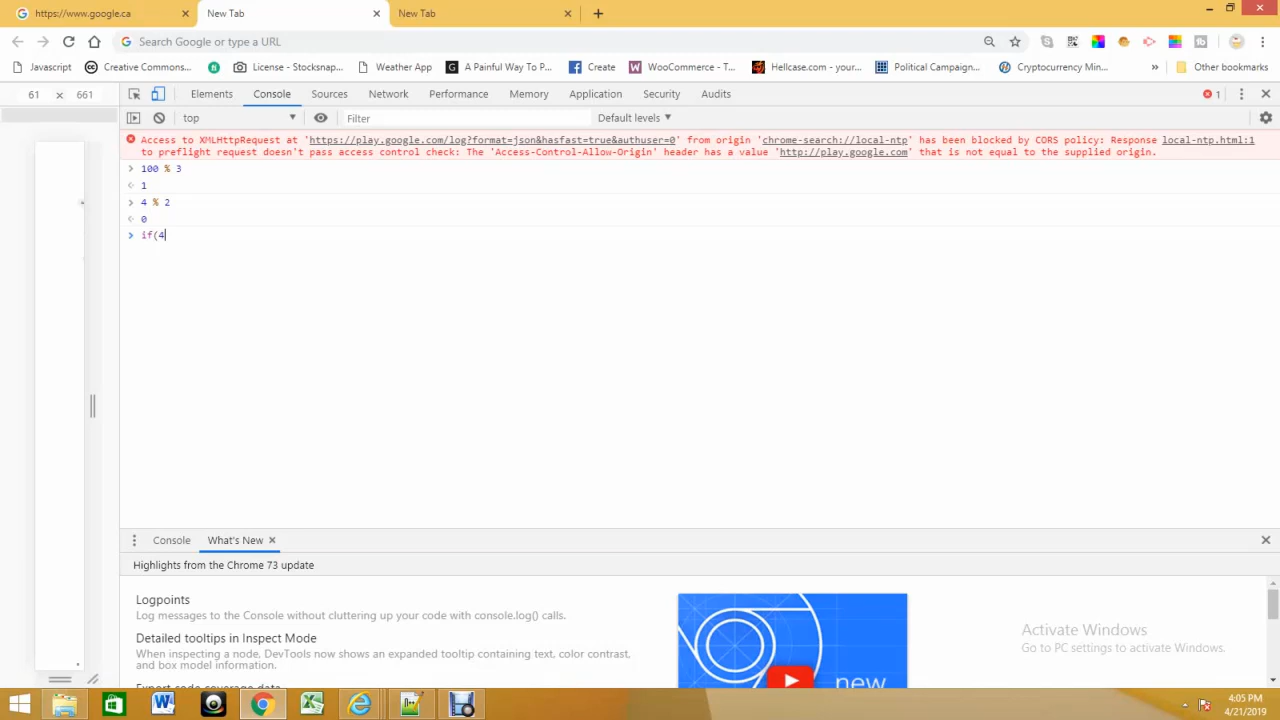 https://www.google.ca
New Tab
New Tab
Search Google or type a URL
Javascript
Creative Commons...
License - Stocksnap...
Weather App
A Painful Way To P...
Create
WooCommerce - T...
Hellcase.com - your...
Political Campaign...
Cryptocurrency Min...
»
Other bookmarks
61 × 661
Elements Console Sources Network Performance Memory Application Security Audits
1
top
Filter
Default levels
Access to XMLHttpRequest at 'https://play.google.com/log?format=json&hasfast=true&authuser=0' from origin 'chrome-search://local-ntp' has been blocked by CORS policy: Response local-ntp.html:1
to preflight request doesn't pass access control check: The 'Access-Control-Allow-Origin' header has a value 'http://play.google.com' that is not equal to the supplied origin.
> 100 % 3
1
> 4 % 2
0
> if(4
Console What's New
Highlights from the Chrome 73 update
Logpoints
Log messages to the Console without cluttering up your code with console.log() calls.
Detailed tooltips in Inspect Mode
When inspecting a node, DevTools now shows an expanded tooltip containing text, color contrast,
and box model information.
Export code coverage data
new
Activate Windows
Go to PC settings to activate Windows.
4:05 PM
4/21/2019